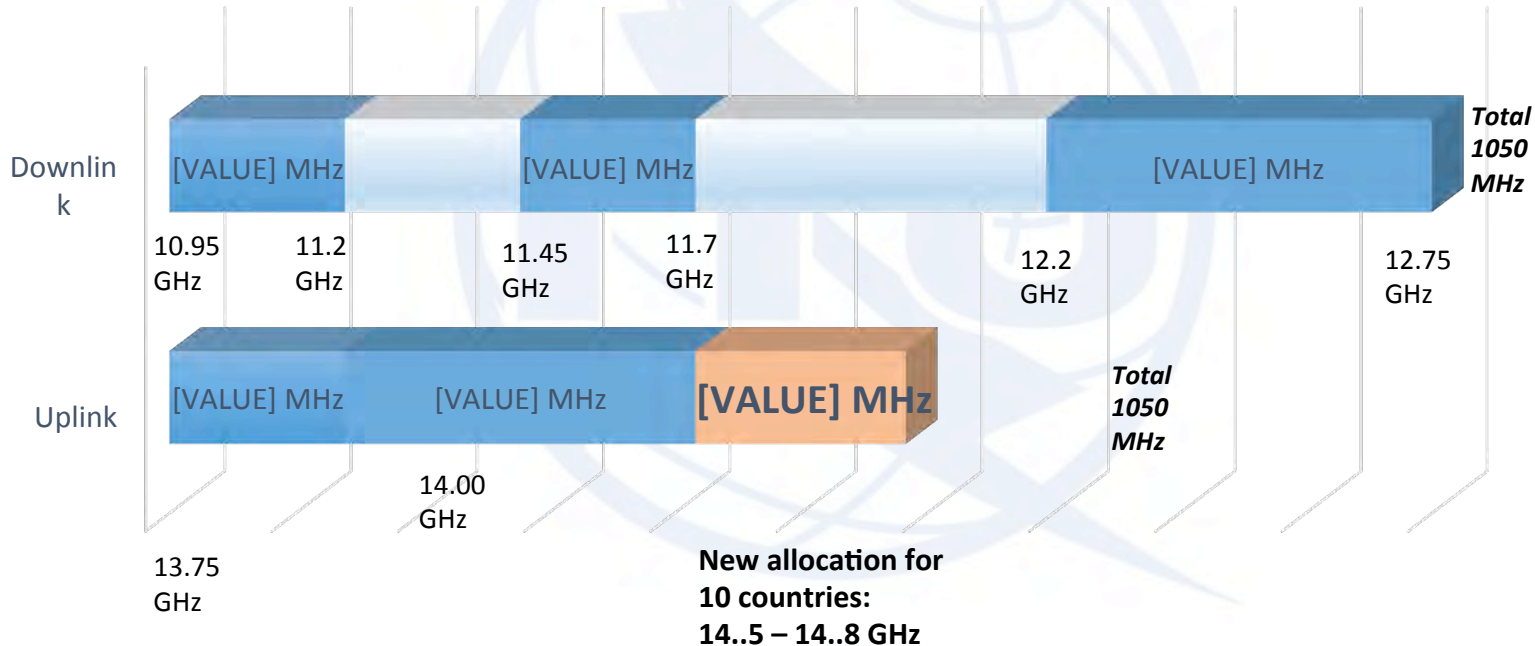 Downlin
k
[VALUE] MHz
[VALUE] MHz
[VALUE] MHz
Total
1050
MHz
10.95
GHz
11.2
GHz
11.45
GHz
11.7
GHz
12.2
GHz
12.75
GHz
Uplink
[VALUE] MHz
[VALUE] MHz
[VALUE] MHz
Total
1050
MHz
14.00
GHz
13.75
GHz
New allocation for
10 countries:
14..5 – 14..8 GHz